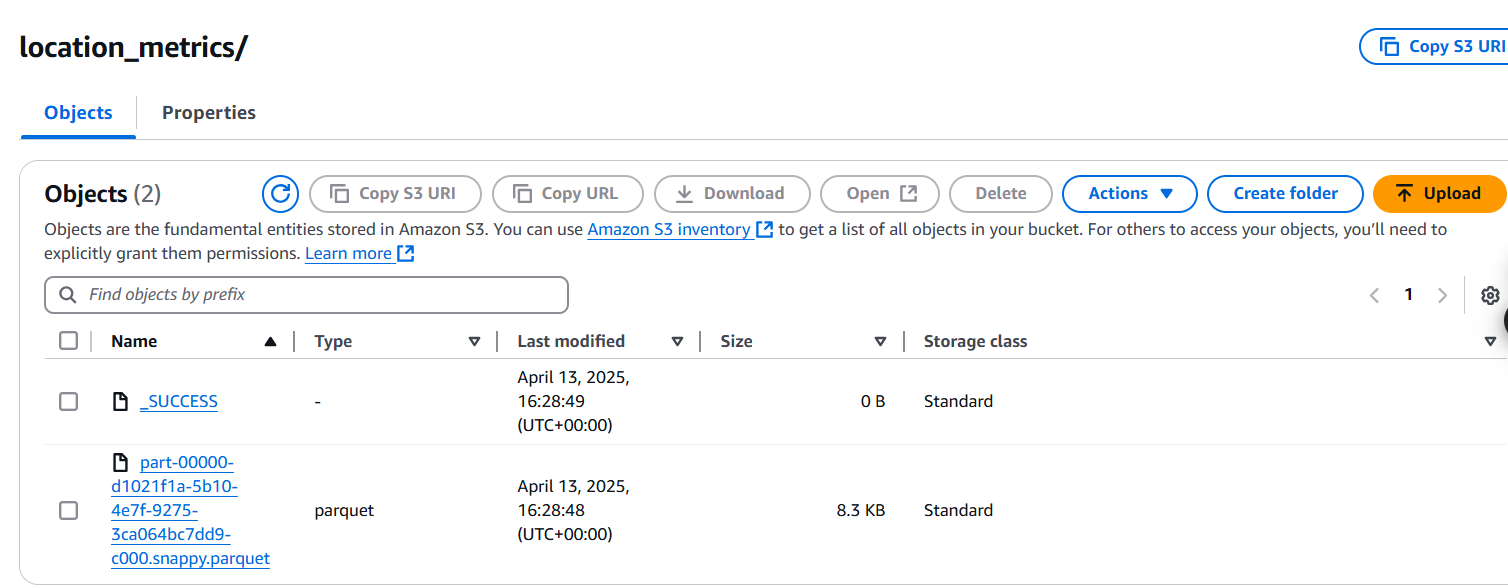 location_metrics/
Copy S3 URI
Objects
Properties
Objects (2)
Copy S3 URI
Copy URL
Download
Open
Delete
Actions
Create folder
Upload
Objects are the fundamental entities stored in Amazon S3. You can use Amazon S3 inventory to get a list of all objects in your bucket. For others to access your objects, you’ll need to
explicitly grant them permissions. Learn more
Find objects by prefix
1
Name
Type
Last modified
Size
Storage class
_SUCCESS
-
April 13, 2025,
16:28:49
(UTC+00:00)
0 B
Standard
part-00000-
d1021f1a-5b10-
4e7f-9275-
3ca064bc7dd9-
c000.snappy.parquet
parquet
April 13, 2025,
16:28:48
(UTC+00:00)
8.3 KB
Standard